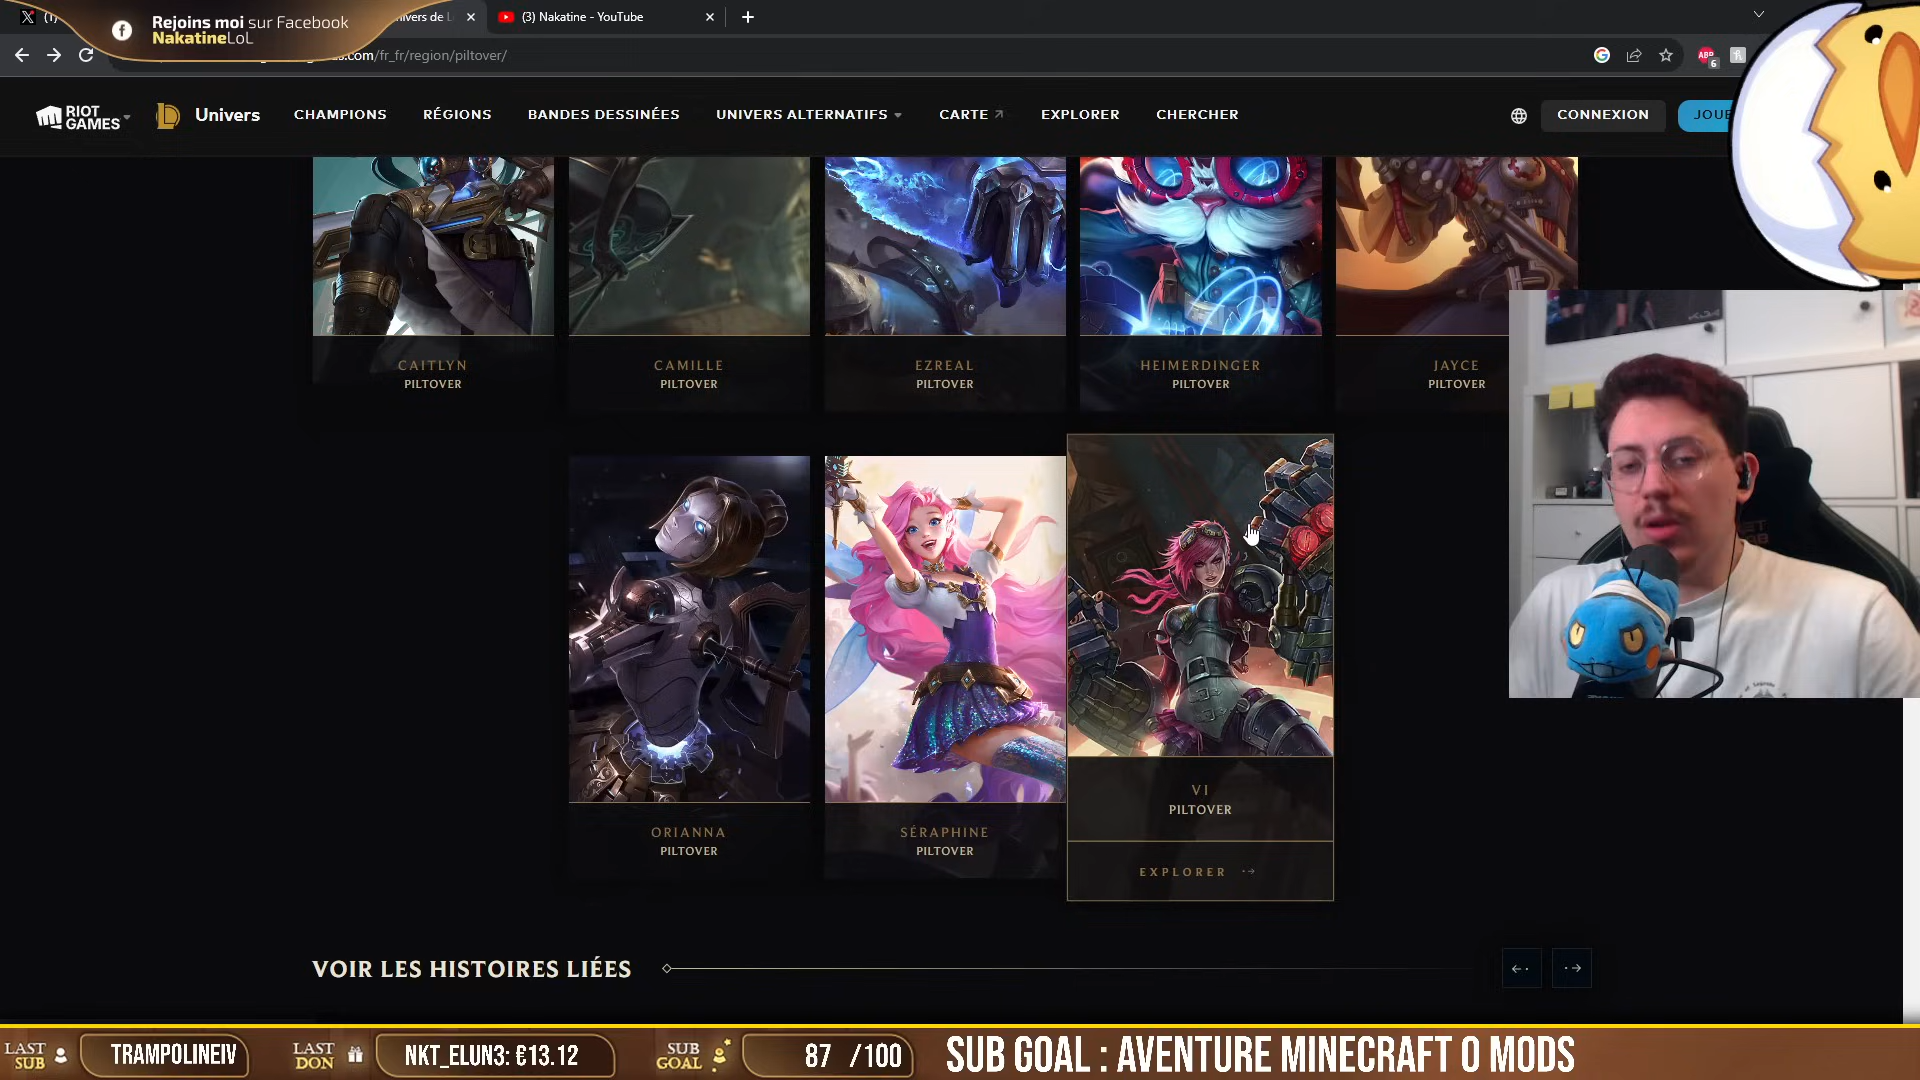 Rejoins moi sur Facebook
NakatineLoL
(3) Nakatine - YouTube
.com/fr_fr/region/piltover/
ABP
6
RIOT GAMES
Univers
CHAMPIONS
RÉGIONS
BANDES DESSINÉES
UNIVERS ALTERNATIFS
CARTE
EXPLORER
CHERCHER
CONNEXION
CAITLYN
PILTOVER
CAMILLE
PILTOVER
EZREAL
PILTOVER
HEIMERDINGER
PILTOVER
JAYCE
PILTOVER
ORIANNA
PILTOVER
SÉRAPHINE
PILTOVER
VI
PILTOVER
EXPLORER
VOIR LES HISTOIRES LIÉES
LAST SUB
TRAMPOLINEIV
LAST DON
NKT_ELUN3: €13.12
SUB GOAL
87 /100
SUB GOAL : AVENTURE MINECRAFT 0 MODS